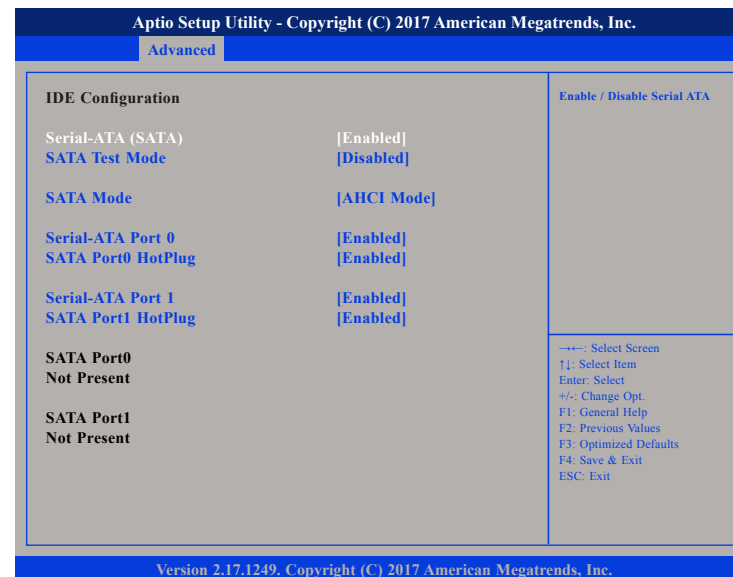 Aptio Setup Utility - Copyright (C) 2017 American Megatrends, Inc.
Advanced
IDE Configuration
Serial-ATA (SATA) [Enabled]
SATA Test Mode [Disabled]
SATA Mode [AHCI Mode]
Serial-ATA Port 0 [Enabled]
SATA Port0 HotPlug [Enabled]
Serial-ATA Port 1 [Enabled]
SATA Port1 HotPlug [Enabled]
SATA Port0
Not Present
SATA Port1
Not Present
Enable / Disable Serial ATA
→←: Select Screen
↑↓: Select Item
Enter: Select
+/-: Change Opt.
F1: General Help
F2: Previous Values
F3: Optimized Defaults
F4: Save & Exit
ESC: Exit
Version 2.17.1249. Copyright (C) 2017 American Megatrends, Inc.